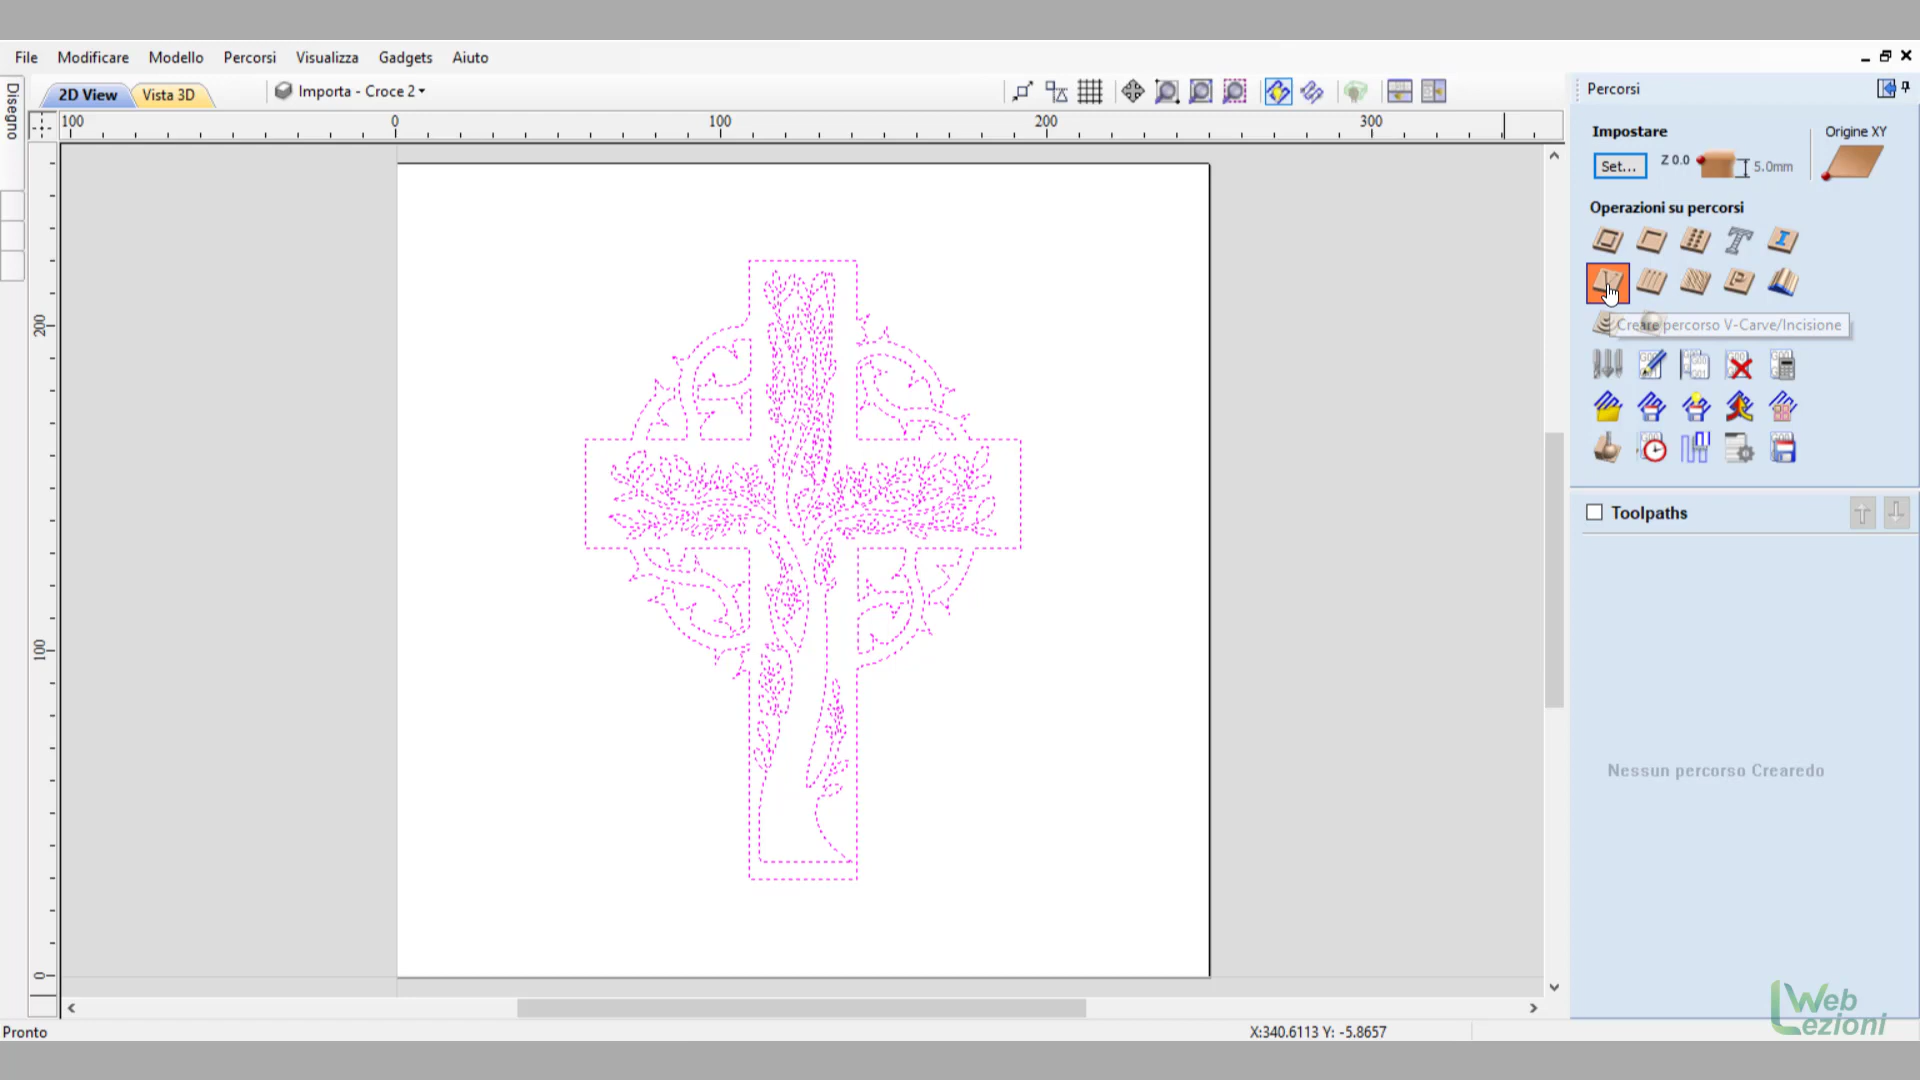 File Modificare Modello Percorsi Visualizza Gadgets Aiuto
2D View Vista 3D Importa - Croce 2
Disegno
100 0 100 200 300
200
100
0
Percorsi
Impostare Origine XY
Set... Z 0.0 5.0mm
Operazioni su percorsi
Creare percorso V-Carve/Incisione
Toolpaths
Nessun percorso Crearedo
Web
Lezioni
Pronto X:340.6113 Y: -5.8657